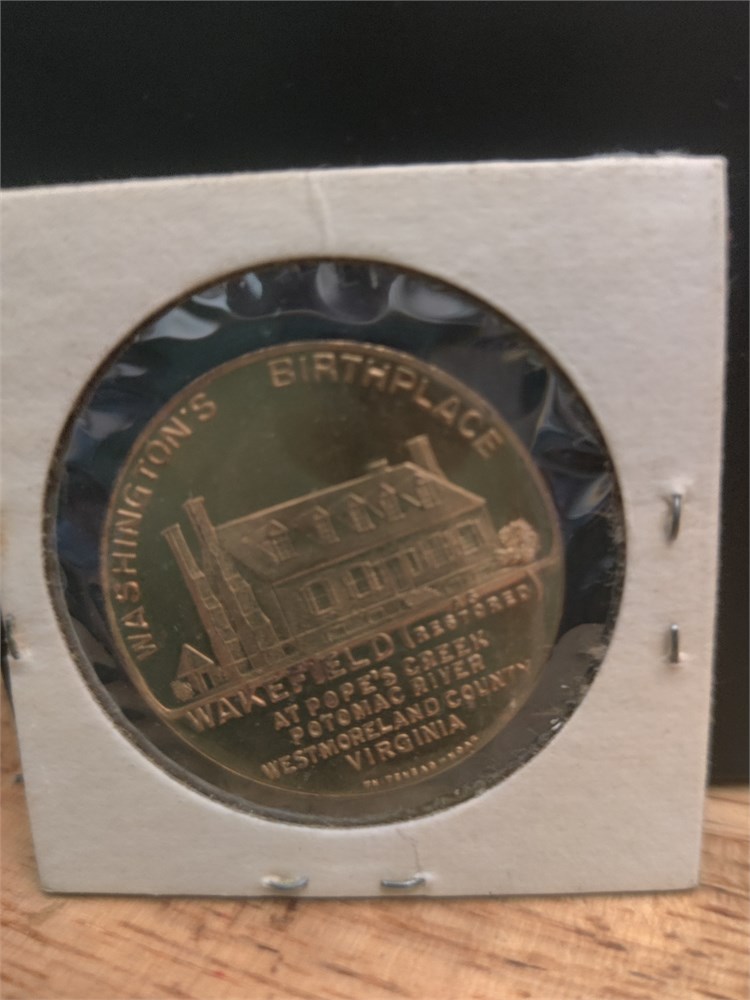 WASHINGTON'S BIRTHPLACE
WAKEFIELD (RESTORED)
AT POPE'S CREEK
POTOMAC RIVER
WESTMORELAND COUNTY
VIRGINIA